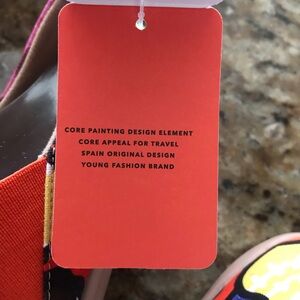 CORE PAINTING DESIGN ELEMENT
CORE APPEAL FOR TRAVEL
SPAIN ORIGINAL DESIGN
YOUNG FASHION BRAND